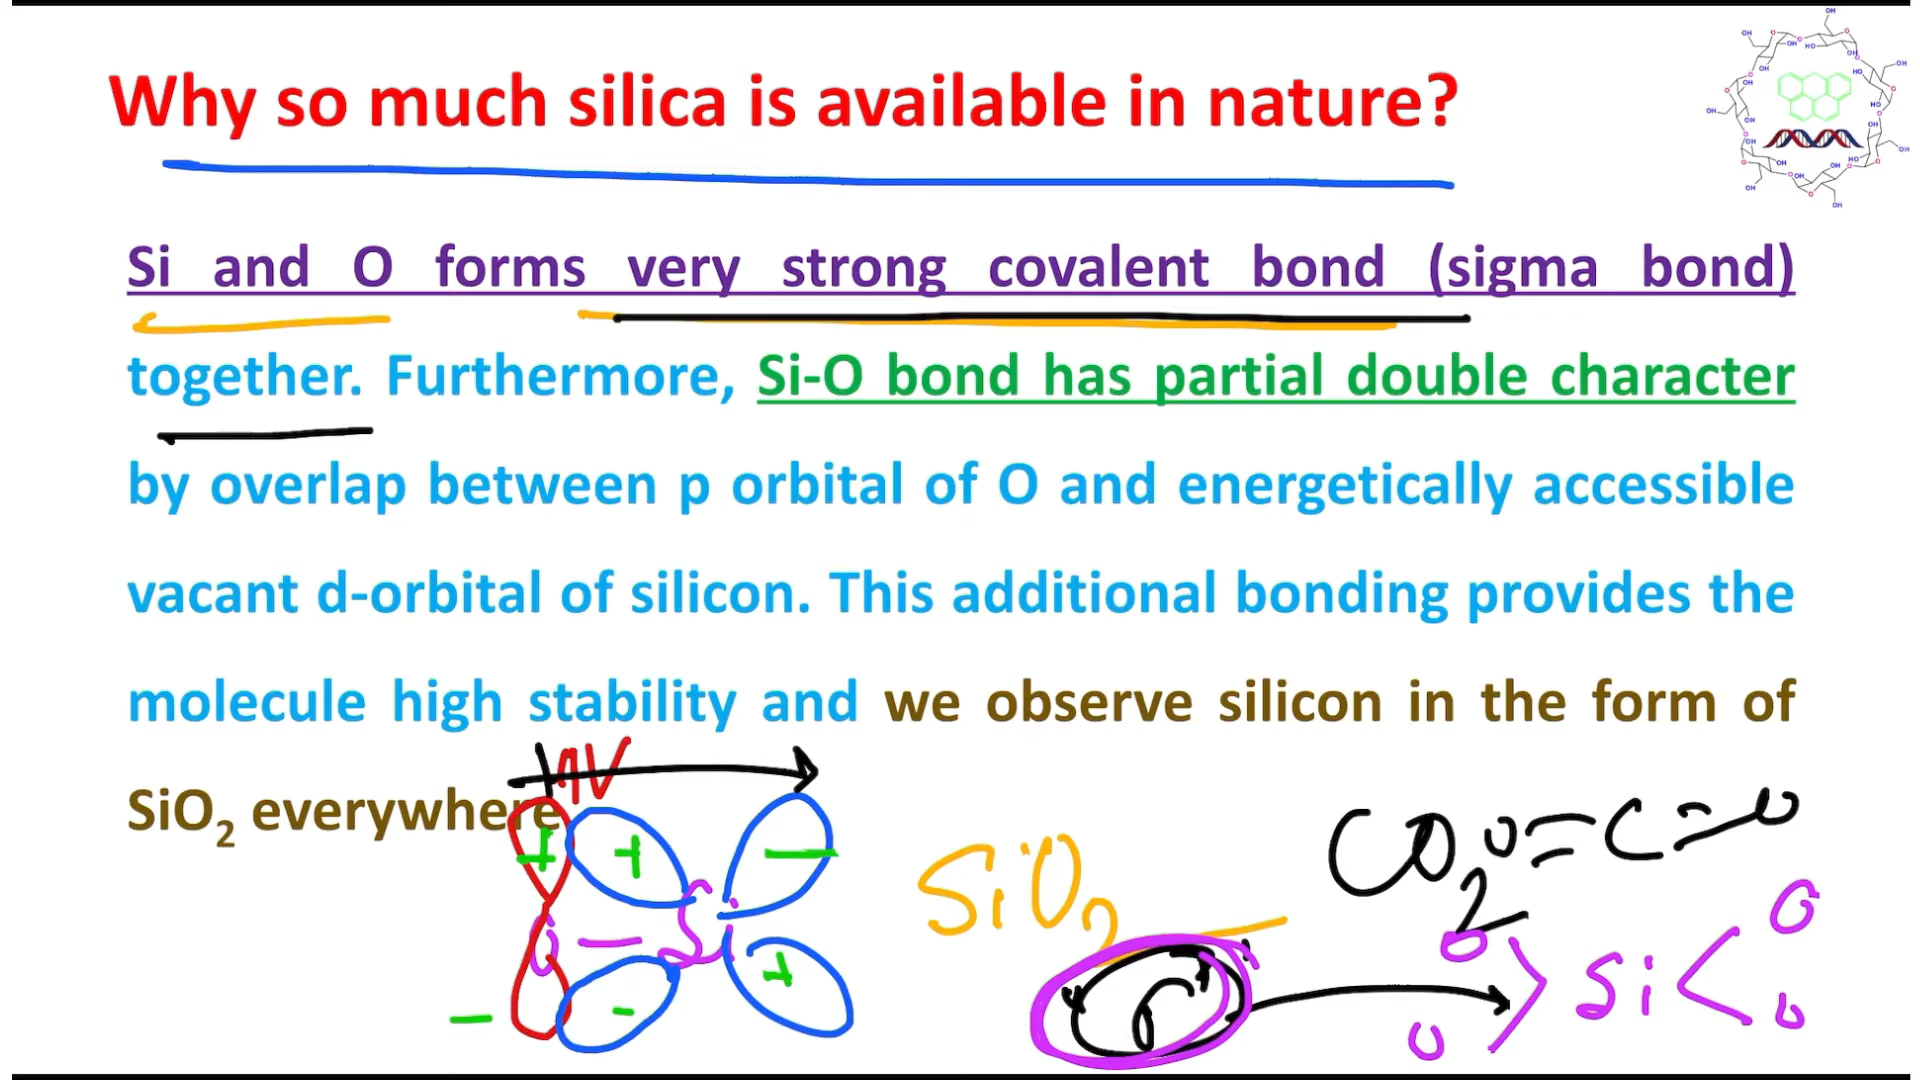 Why so much silica is available in nature?
Si and O forms very strong covalent bond (sigma bond)
together. Furthermore, Si-O bond has partial double character
by overlap between p orbital of O and energetically accessible
vacant d-orbital of silicon. This additional bonding provides the
molecule high stability and we observe silicon in the form of
SiO2 everywhere
+ + −
O − Si
− - +
SiO2
CO2 O=C=O
O O
Si
O O